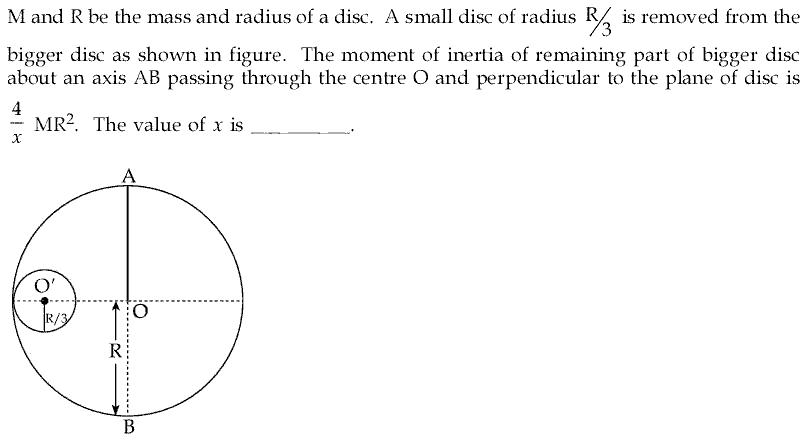 M and R be the mass and radius of a disc. A small disc of radius R/3 is removed from the
bigger disc as shown in figure. The moment of inertia of remaining part of bigger disc
about an axis AB passing through the centre O and perpendicular to the plane of disc is
4/x MR². The value of x is ________.
A
O′
R/3
O
R
B